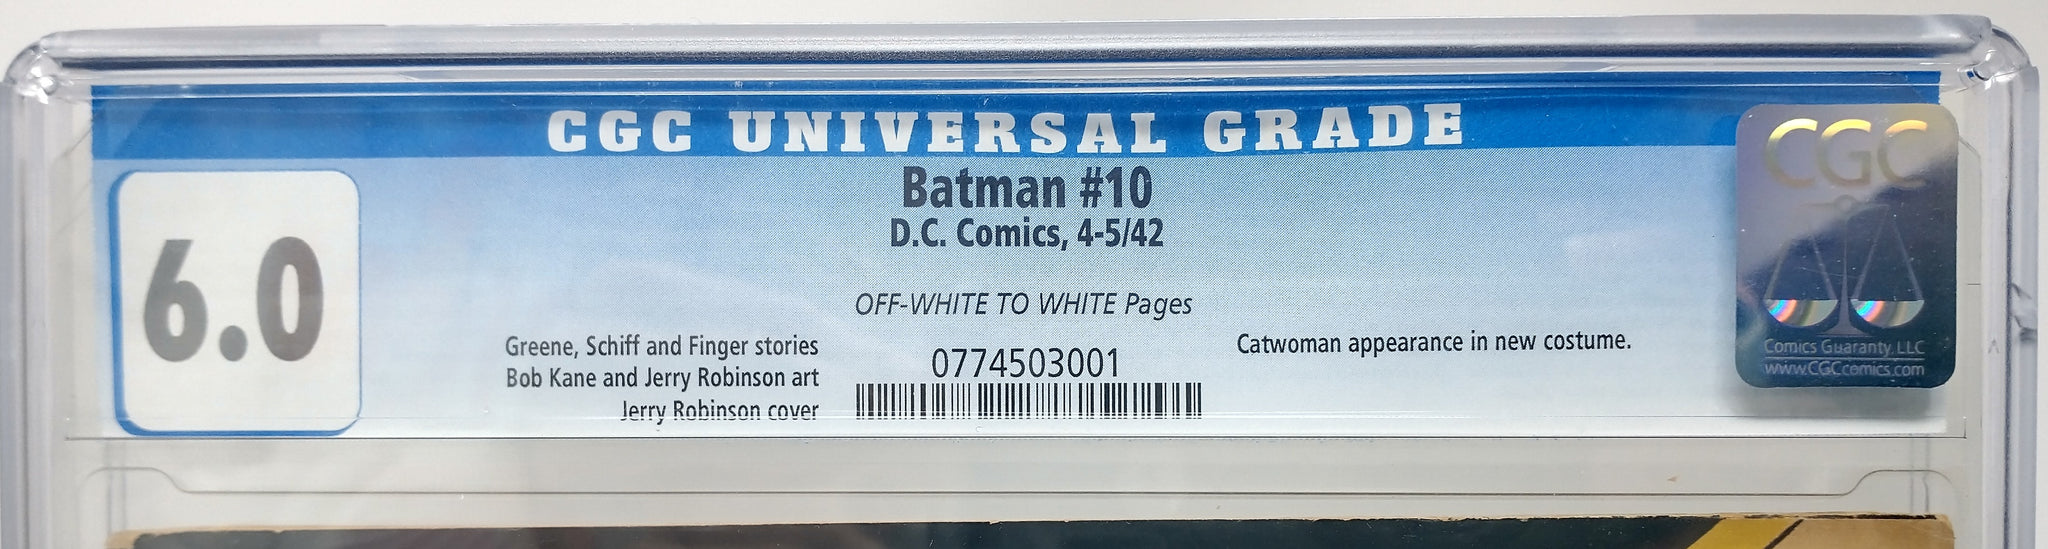 CGC UNIVERSAL GRADE
6.0
Batman #10
D.C. Comics, 4-5/42
OFF-WHITE TO WHITE Pages
Greene, Schiff and Finger stories
Bob Kane and Jerry Robinson art
Jerry Robinson cover
0774503001
Catwoman appearance in new costume.
CGC
Comics Guaranty, LLC
www.CGCcomics.com